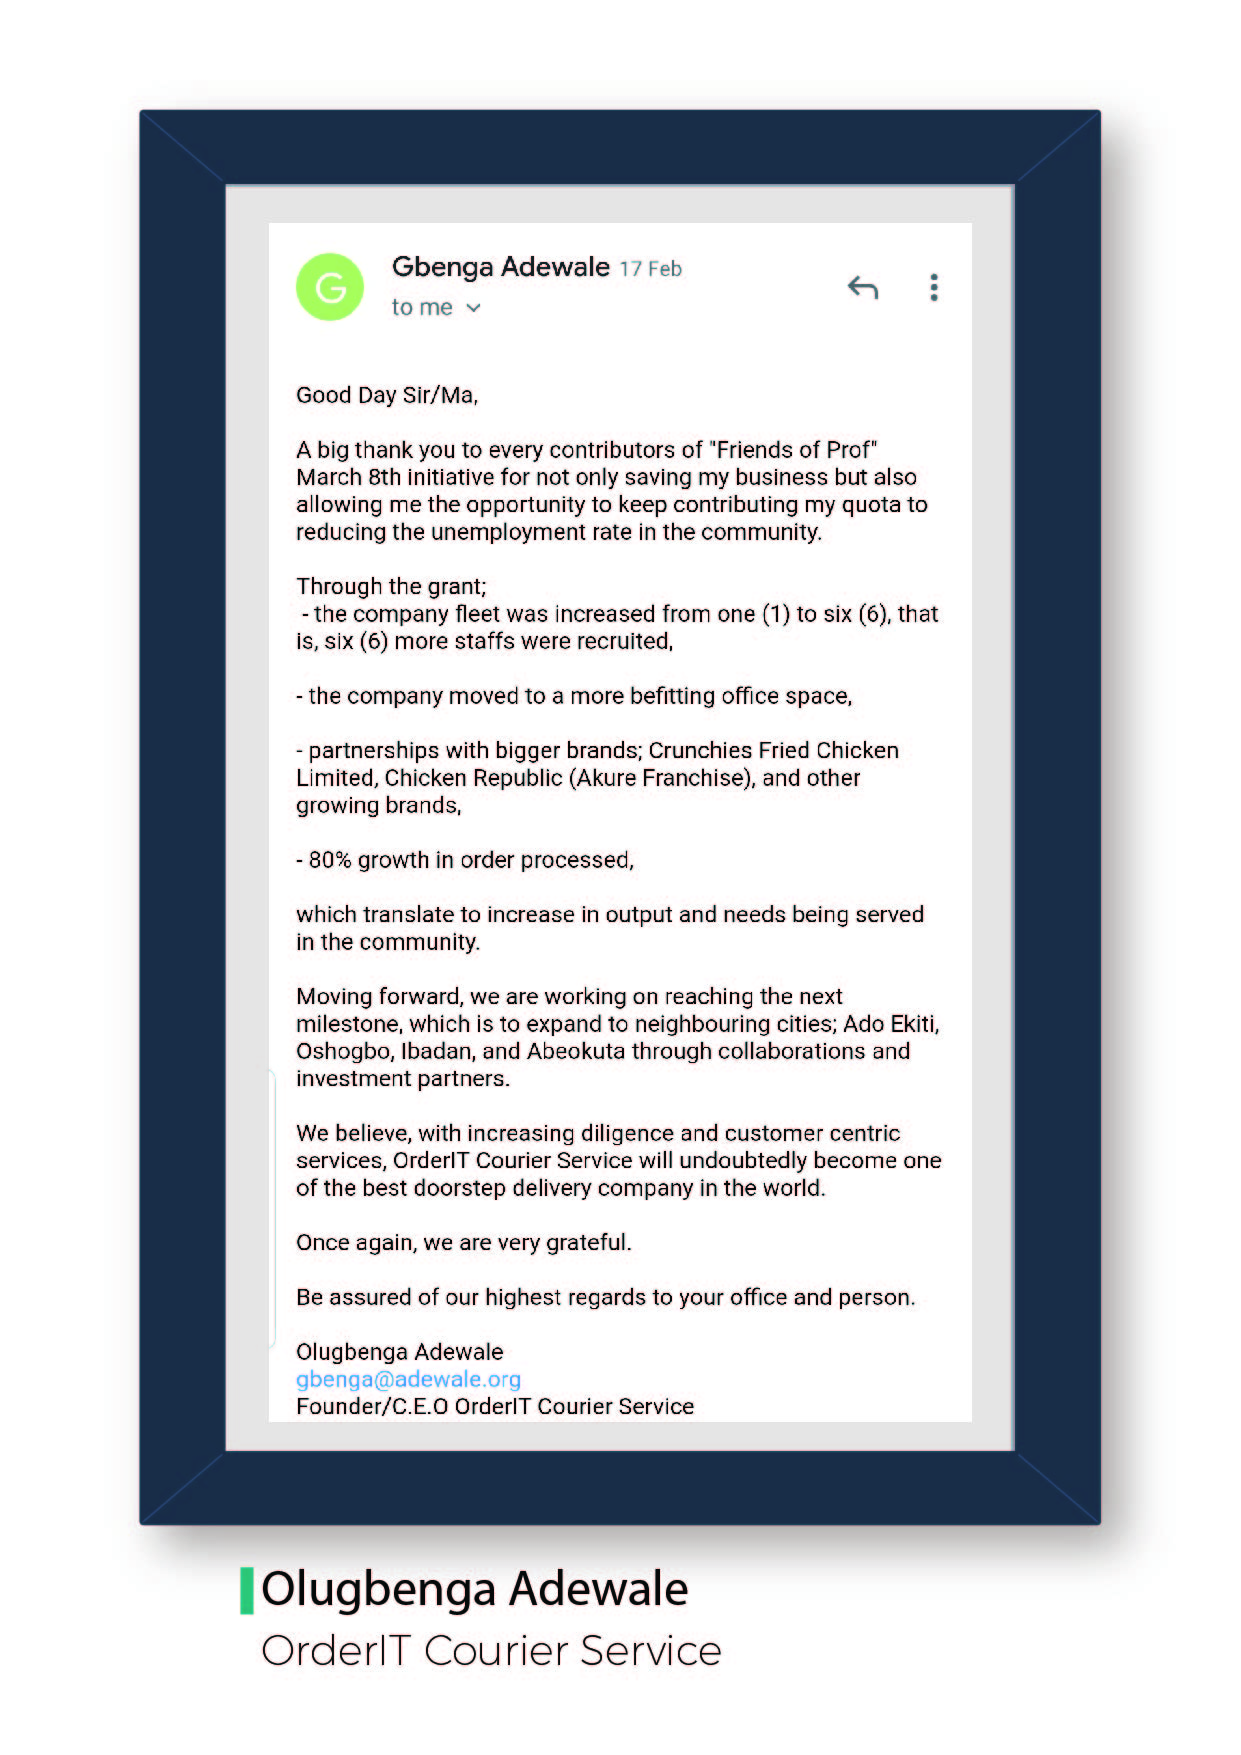 G
Gbenga Adewale 17 Feb
to me
Good Day Sir/Ma,
A big thank you to every contributors of "Friends of Prof"
March 8th initiative for not only saving my business but also
allowing me the opportunity to keep contributing my quota to
reducing the unemployment rate in the community.
Through the grant;
- the company fleet was increased from one (1) to six (6), that
is, six (6) more staffs were recruited,
- the company moved to a more befitting office space,
- partnerships with bigger brands; Crunchies Fried Chicken
Limited, Chicken Republic (Akure Franchise), and other
growing brands,
- 80% growth in order processed,
which translate to increase in output and needs being served
in the community.
Moving forward, we are working on reaching the next
milestone, which is to expand to neighbouring cities; Ado Ekiti,
Oshogbo, Ibadan, and Abeokuta through collaborations and
investment partners.
We believe, with increasing diligence and customer centric
services, OrderIT Courier Service will undoubtedly become one
of the best doorstep delivery company in the world.
Once again, we are very grateful.
Be assured of our highest regards to your office and person.
Olugbenga Adewale
gbenga@adewale.org
Founder/C.E.O OrderIT Courier Service
Olugbenga Adewale
OrderIT Courier Service